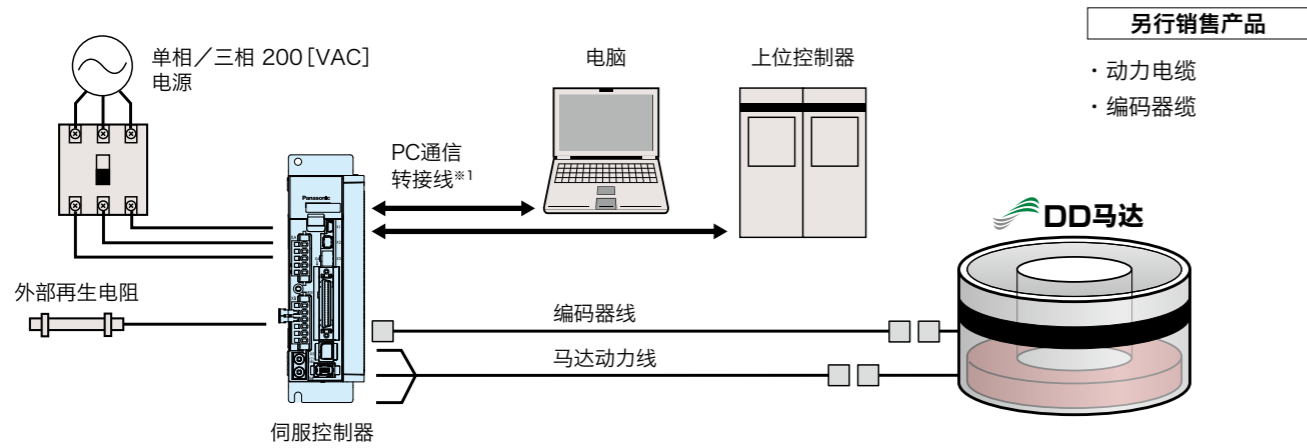 另行销售产品
・动力电缆
・编码器缆
单相／三相 200［VAC］
电源
电脑
上位控制器
PC通信
转接线※1
Panasonic
DD马达
外部再生电阻
编码器线
马达动力线
伺服控制器